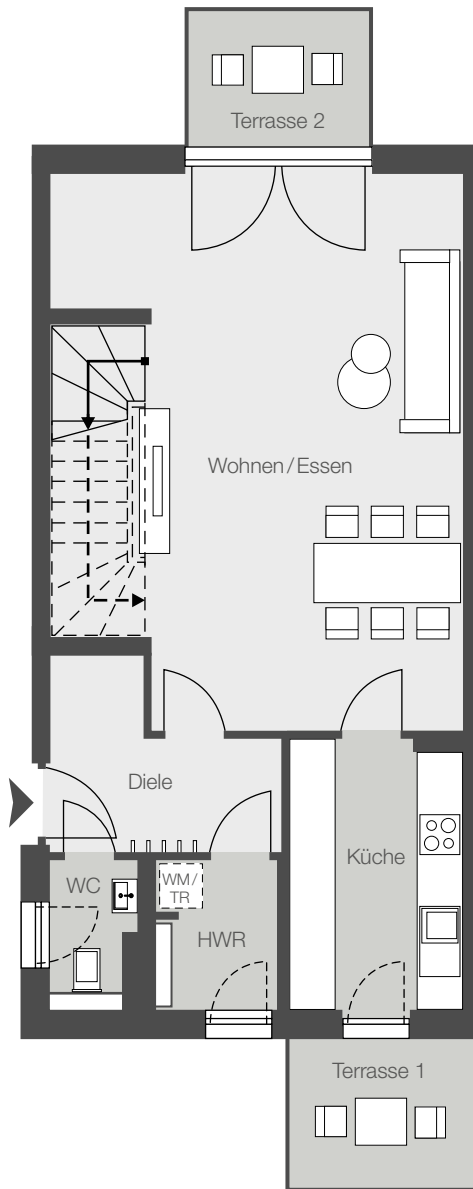 Terrasse 2
Wohnen / Essen
Diele
Küche
WC
WM /
TR
HWR
Terrasse 1